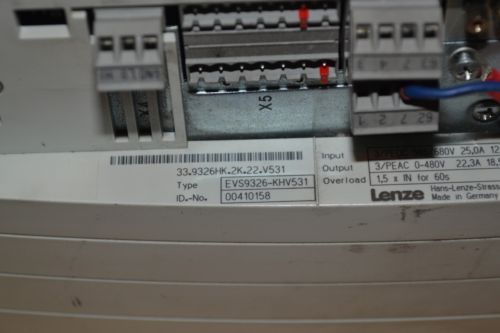 X5
33.9326HK.2K.22.V531
Type EVS9326-KHV531
ID.-No. 00410158
Input 680V 25,0A
Output 3/PEAC 0-480V 22.3A
Overload 1,5 x IN for 60s
Lenze Hans-Lenze-Strass
Made in Germany